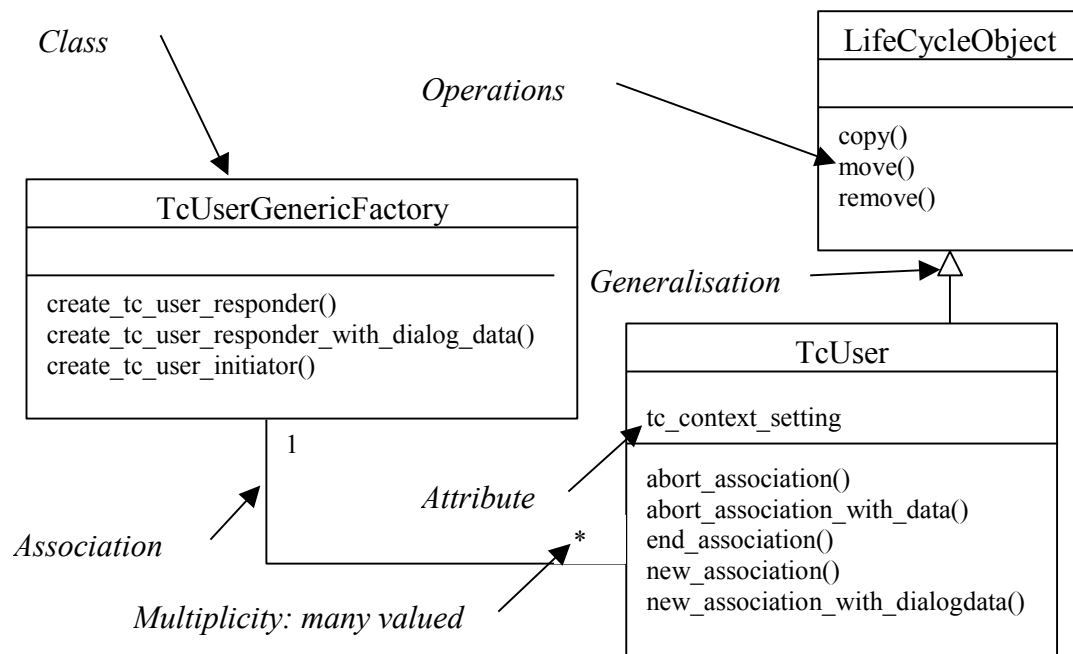 Class
LifeCycleObject
Operations
copy()
move()
remove()
TcUserGenericFactory
Generalisation
create_tc_user_responder()
create_tc_user_responder_with_dialog_data()
create_tc_user_initiator()
TcUser
tc_context_setting
1
Attribute
abort_association()
abort_association_with_data()
end_association()
new_association()
new_association_with_dialogdata()
Association
*
Multiplicity: many valued